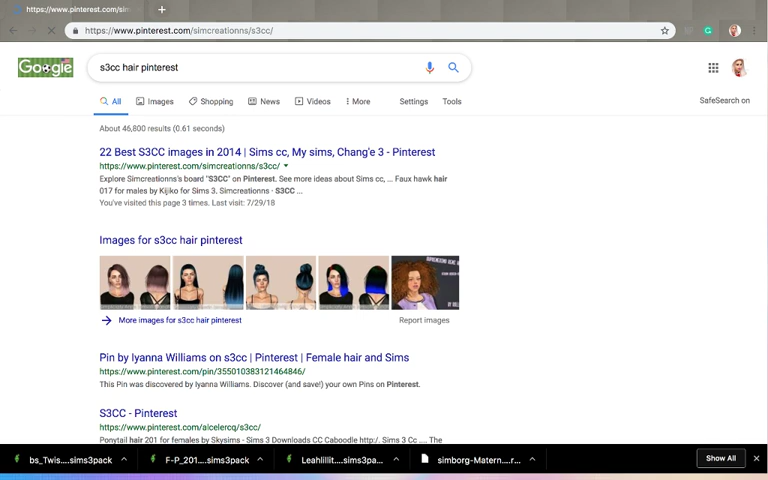 https://www.pinterest.com/sim
https://www.pinterest.com/simcreationns/s3cc/
Google
s3cc hair pinterest
All
Images
Shopping
News
Videos
More
Settings
Tools
SafeSearch on
About 46,800 results (0.61 seconds)
22 Best S3CC images in 2014 | Sims cc, My sims, Chang'e 3 - Pinterest
https://www.pinterest.com/simcreationns/s3cc/
Explore Simcreationns's board "S3CC" on Pinterest. See more ideas about Sims cc, ... Faux hawk hair
017 for males by Kijiko for Sims 3. Simcreationns · S3CC ...
You've visited this page 3 times. Last visit: 7/29/18
Images for s3cc hair pinterest
More images for s3cc hair pinterest
Report images
Pin by Iyanna Williams on s3cc | Pinterest | Female hair and Sims
https://www.pinterest.com/pin/355010383121464846/
This Pin was discovered by Iyanna Williams. Discover (and save!) your own Pins on Pinterest.
S3CC - Pinterest
https://www.pinterest.com/alcelercq/s3cc/
Ponytail hair 201 for females by Skysims - Sims 3 Downloads CC Caboodle http:/. Sims 3 Cc .... The
bs_Twis....sims3pack
F-P_201....sims3pack
Leahlillit....sims3pa...
simborg-Matern....r...
Show All